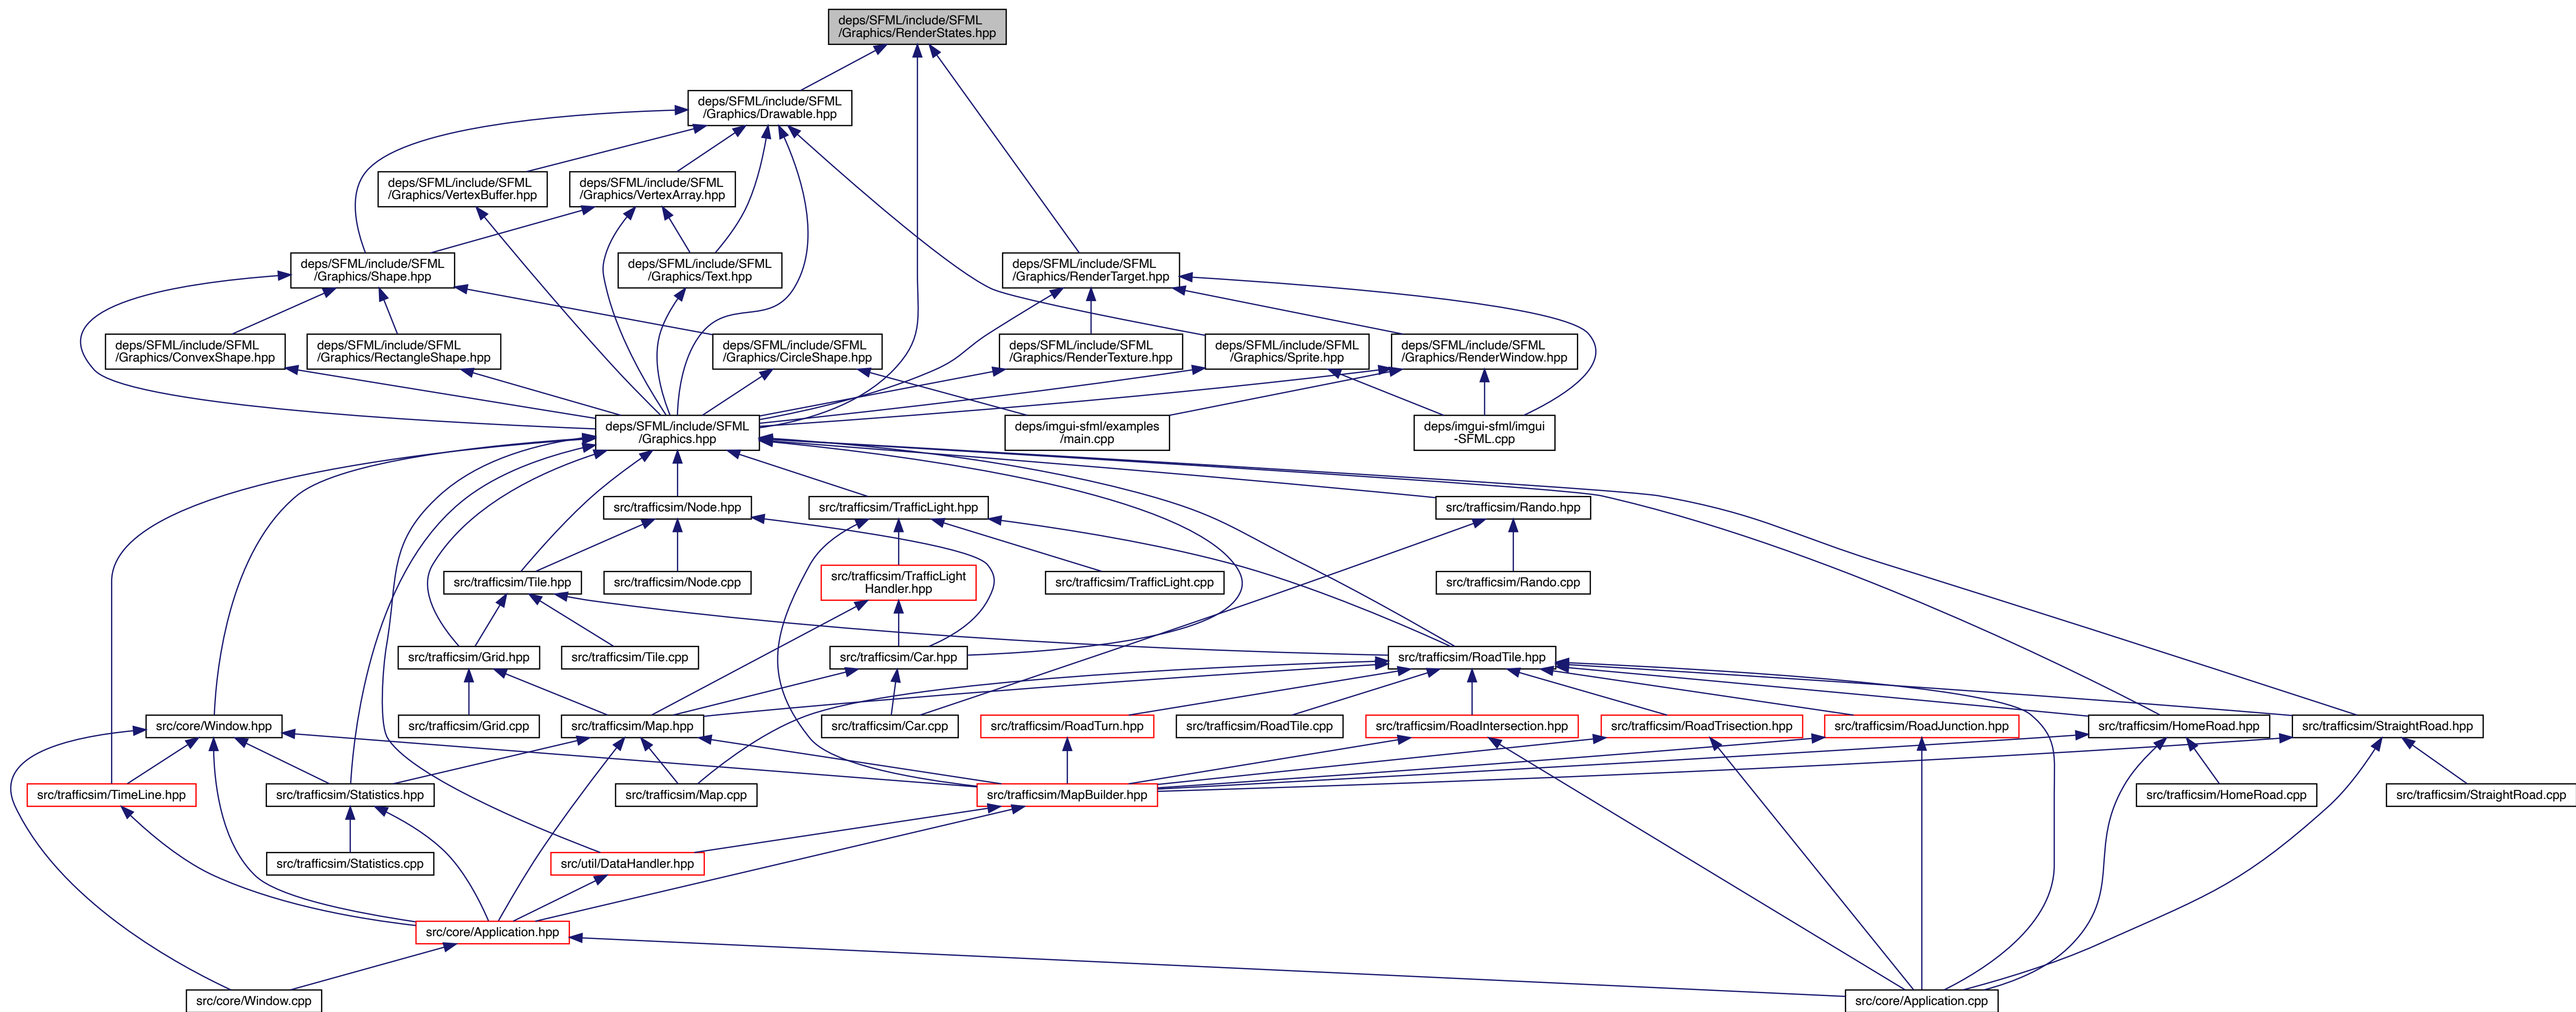 deps/SFML/include/SFML
/Graphics/RenderStates.hpp
deps/SFML/include/SFML
/Graphics/Drawable.hpp
deps/SFML/include/SFML
/Graphics/VertexBuffer.hpp
deps/SFML/include/SFML
/Graphics/VertexArray.hpp
deps/SFML/include/SFML
/Graphics/Shape.hpp
deps/SFML/include/SFML
/Graphics/Text.hpp
deps/SFML/include/SFML
/Graphics/RenderTarget.hpp
deps/SFML/include/SFML
/Graphics/ConvexShape.hpp
deps/SFML/include/SFML
/Graphics/RectangleShape.hpp
deps/SFML/include/SFML
/Graphics/CircleShape.hpp
deps/SFML/include/SFML
/Graphics/RenderTexture.hpp
deps/SFML/include/SFML
/Graphics/Sprite.hpp
deps/SFML/include/SFML
/Graphics/RenderWindow.hpp
deps/SFML/include/SFML
/Graphics.hpp
deps/imgui-sfml/examples
/main.cpp
deps/imgui-sfml/imgui
-SFML.cpp
src/trafficsim/Node.hpp
src/trafficsim/TrafficLight.hpp
src/trafficsim/Rando.hpp
src/trafficsim/Tile.hpp
src/trafficsim/Node.cpp
src/trafficsim/TrafficLight
Handler.hpp
src/trafficsim/TrafficLight.cpp
src/trafficsim/Rando.cpp
src/trafficsim/Grid.hpp
src/trafficsim/Tile.cpp
src/trafficsim/Car.hpp
src/trafficsim/RoadTile.hpp
src/core/Window.hpp
src/trafficsim/Grid.cpp
src/trafficsim/Map.hpp
src/trafficsim/Car.cpp
src/trafficsim/RoadTurn.hpp
src/trafficsim/RoadTile.cpp
src/trafficsim/RoadIntersection.hpp
src/trafficsim/RoadTrisection.hpp
src/trafficsim/RoadJunction.hpp
src/trafficsim/HomeRoad.hpp
src/trafficsim/StraightRoad.hpp
src/trafficsim/TimeLine.hpp
src/trafficsim/Statistics.hpp
src/trafficsim/Map.cpp
src/trafficsim/MapBuilder.hpp
src/trafficsim/HomeRoad.cpp
src/trafficsim/StraightRoad.cpp
src/trafficsim/Statistics.cpp
src/util/DataHandler.hpp
src/core/Application.hpp
src/core/Window.cpp
src/core/Application.cpp